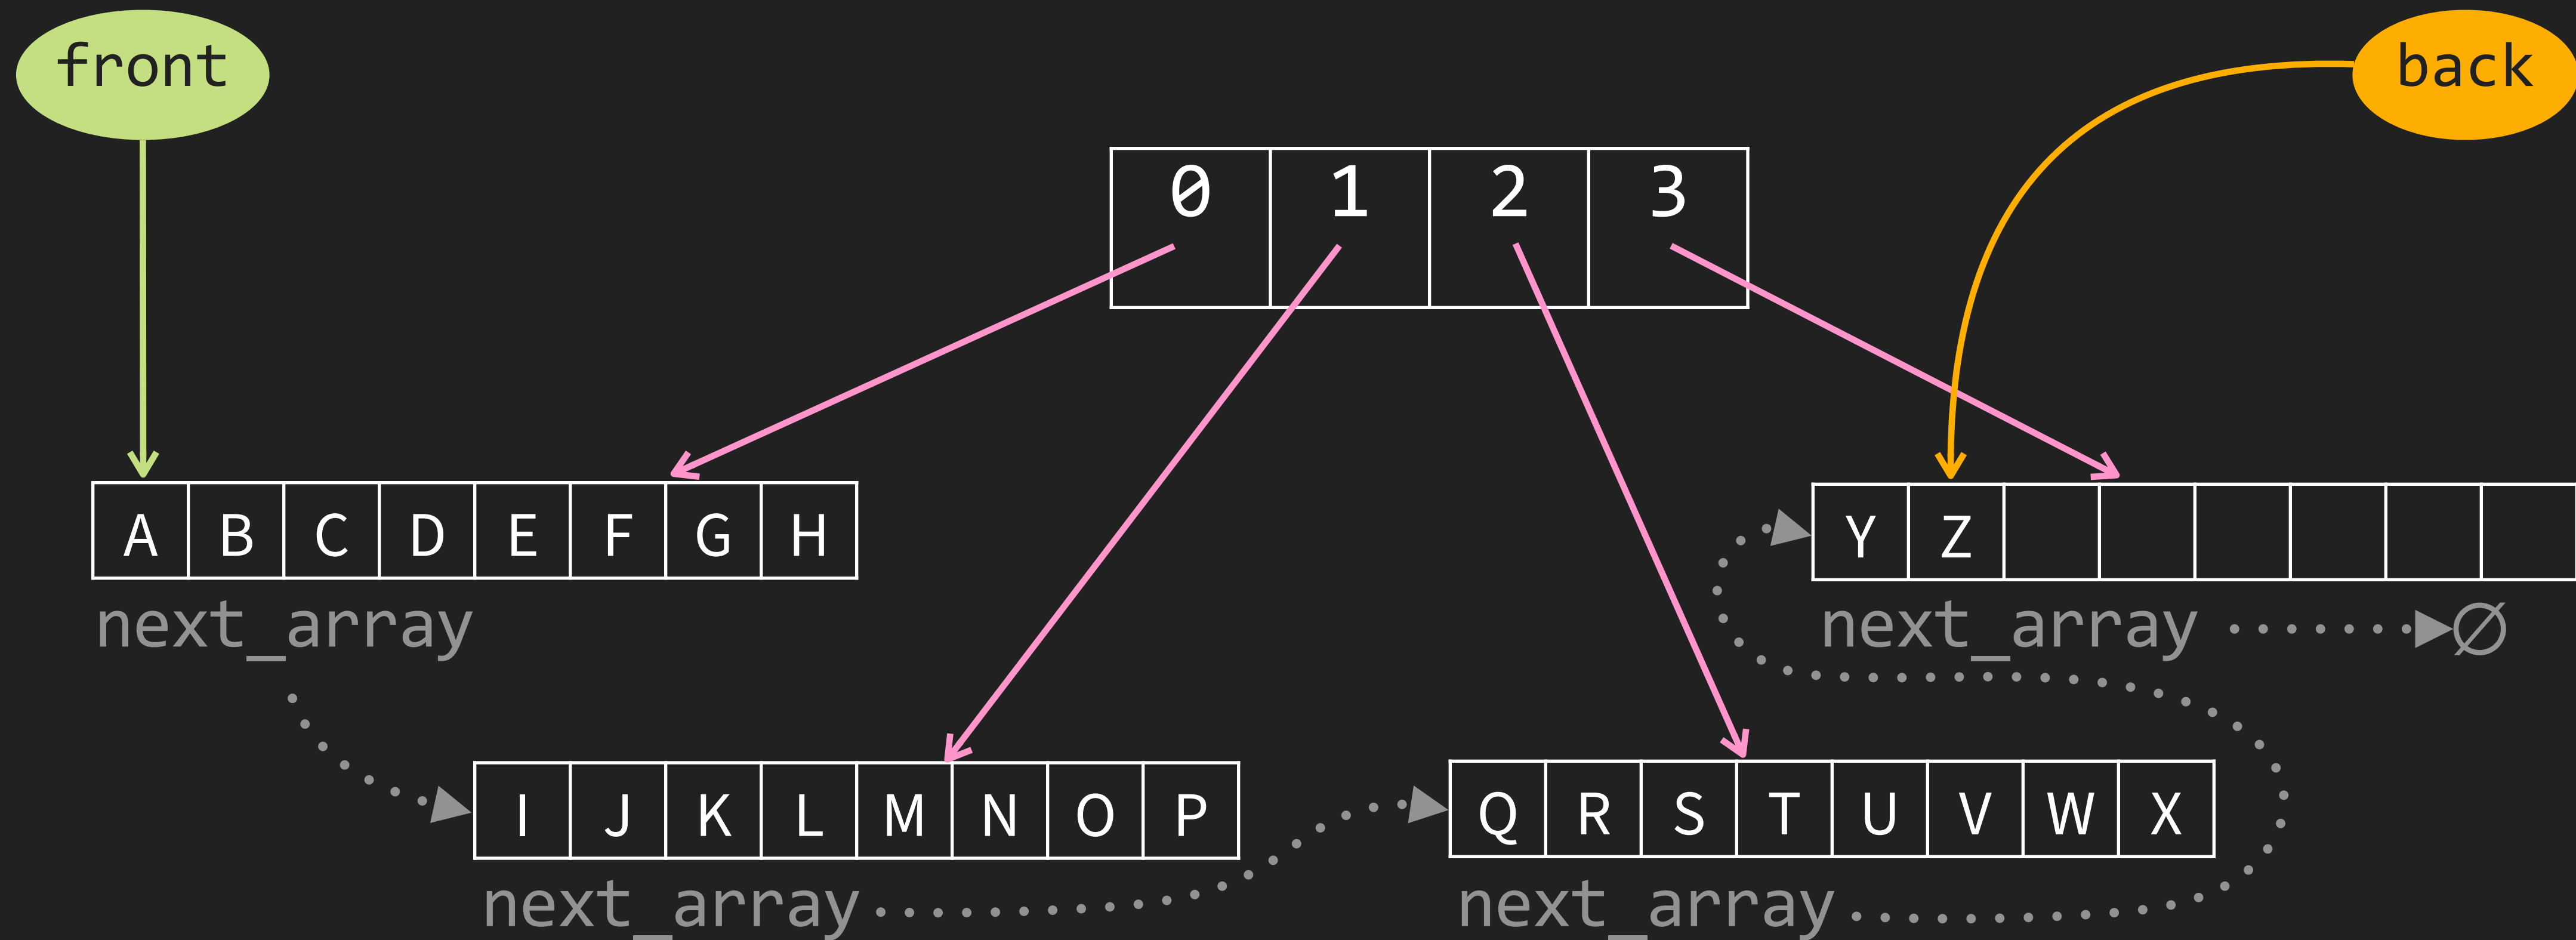 front
back
0 1 2 3
A B C D E F G H
Y Z
next_array
next_array ∅
I J K L M N O P
Q R S T U V W X
next_array
next_array